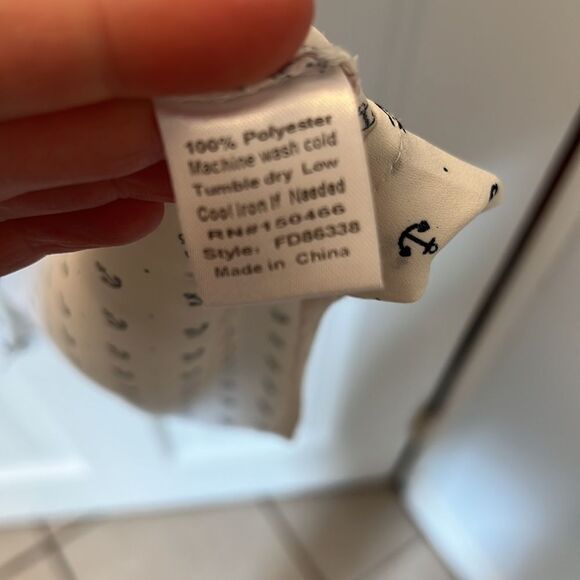 100% Polyester
Machine wash cold
Tumble dry Low
Cool Iron If Needed
RN#150466
Style: FD86338
Made in China